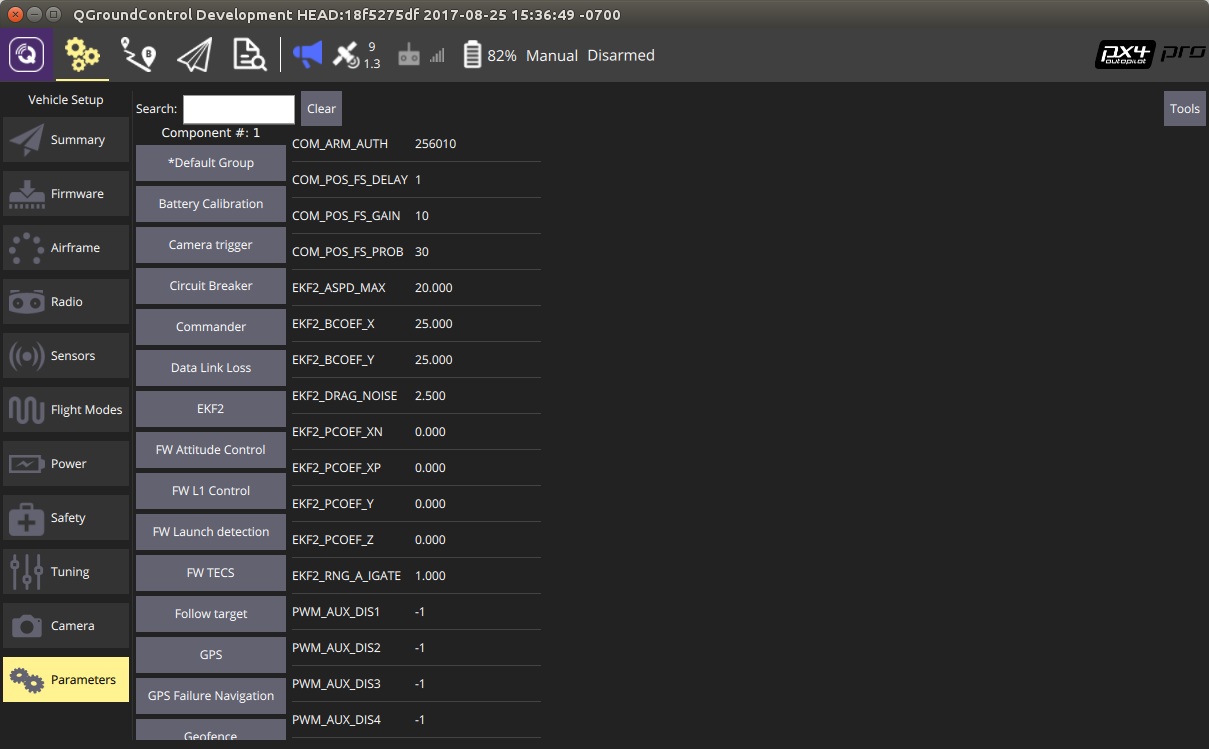 QGroundControl Development HEAD:18f5275df 2017-08-25 15:36:49 -0700
B
9
1.3
82% Manual Disarmed
px4 pro
autopilot
Vehicle Setup
Summary
Firmware
Airframe
Radio
Sensors
Flight Modes
Power
Safety
Tuning
Camera
Parameters
Search:
Clear
Tools
Component #: 1
*Default Group
Battery Calibration
Camera trigger
Circuit Breaker
Commander
Data Link Loss
EKF2
FW Attitude Control
FW L1 Control
FW Launch detection
FW TECS
Follow target
GPS
GPS Failure Navigation
Geofence
COM_ARM_AUTH 256010
COM_POS_FS_DELAY 1
COM_POS_FS_GAIN 10
COM_POS_FS_PROB 30
EKF2_ASPD_MAX 20.000
EKF2_BCOEF_X 25.000
EKF2_BCOEF_Y 25.000
EKF2_DRAG_NOISE 2.500
EKF2_PCOEF_XN 0.000
EKF2_PCOEF_XP 0.000
EKF2_PCOEF_Y 0.000
EKF2_PCOEF_Z 0.000
EKF2_RNG_A_IGATE 1.000
PWM_AUX_DIS1 -1
PWM_AUX_DIS2 -1
PWM_AUX_DIS3 -1
PWM_AUX_DIS4 -1